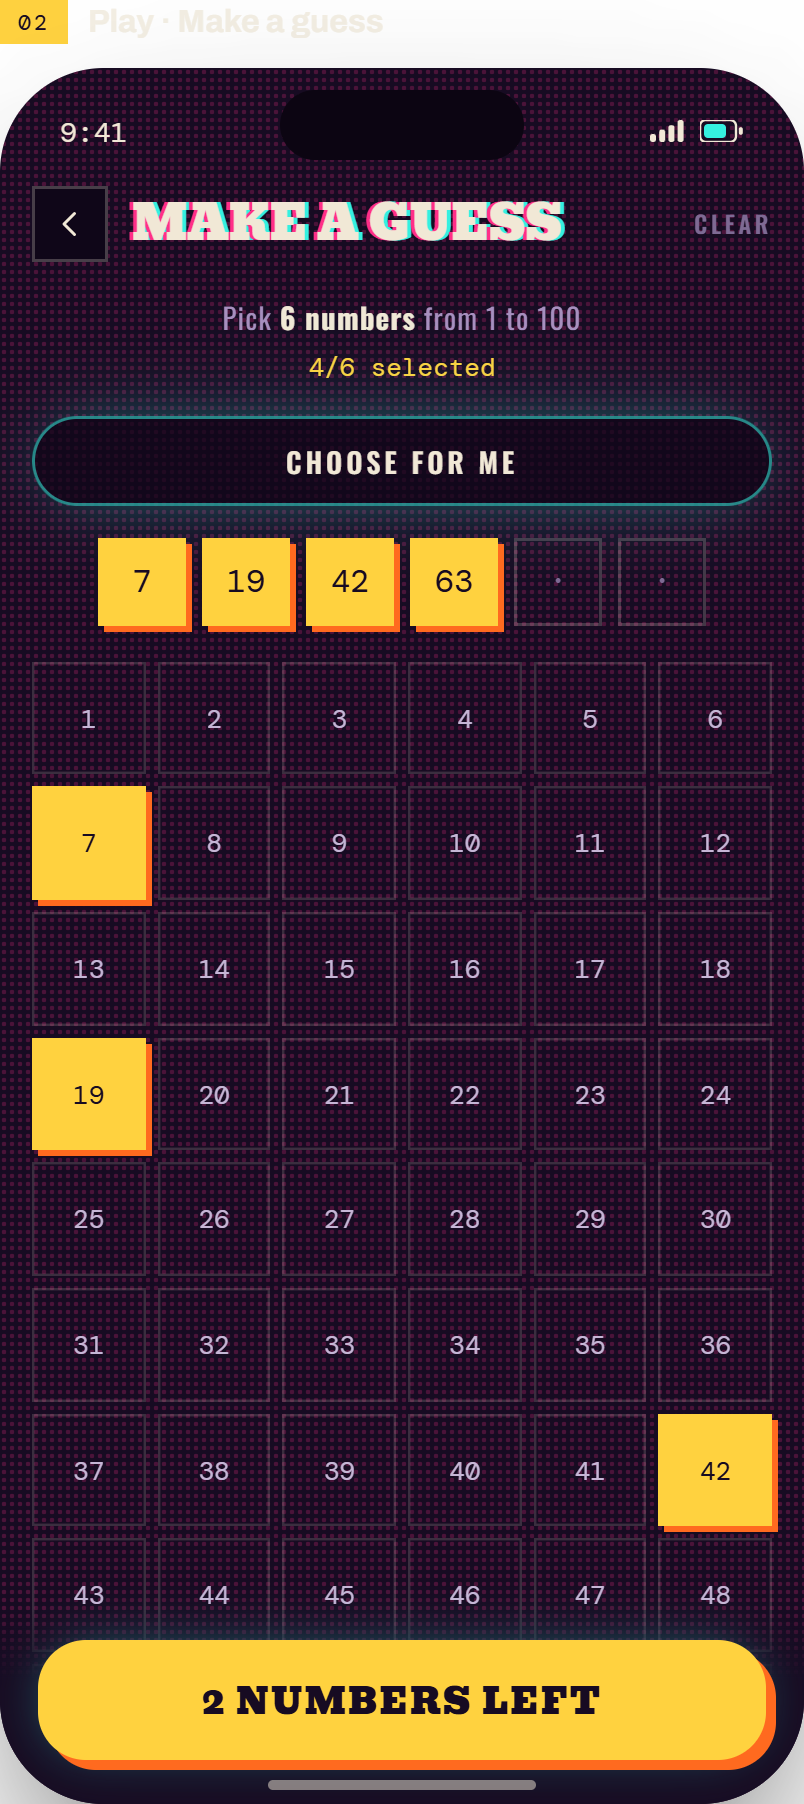 02 Play · Make a guess
9:41
MAKE A GUESS CLEAR
Pick 6 numbers from 1 to 100
4/6 selected
CHOOSE FOR ME
7 19 42 63 · ·
1 2 3 4 5 6
7 8 9 10 11 12
13 14 15 16 17 18
19 20 21 22 23 24
25 26 27 28 29 30
31 32 33 34 35 36
37 38 39 40 41 42
43 44 45 46 47 48
2 NUMBERS LEFT